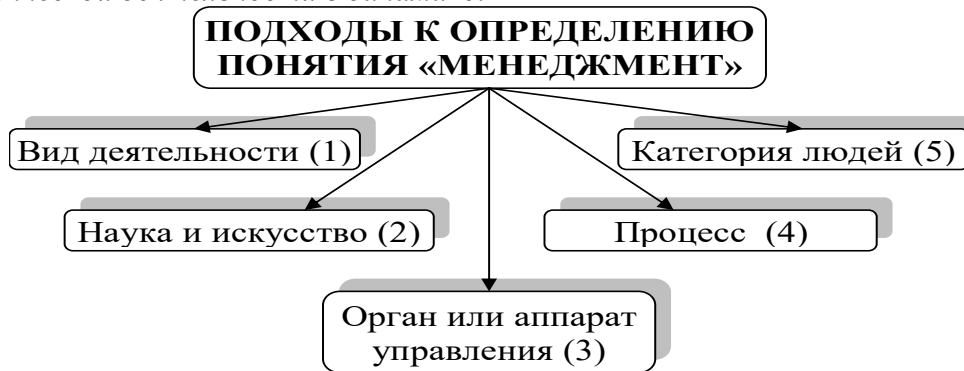 ПОДХОДЫ К ОПРЕДЕЛЕНИЮ
ПОНЯТИЯ «МЕНЕДЖМЕНТ»
Вид деятельности (1)
Категория людей (5)
Наука и искусство (2)
Процесс (4)
Орган или аппарат
управления (3)